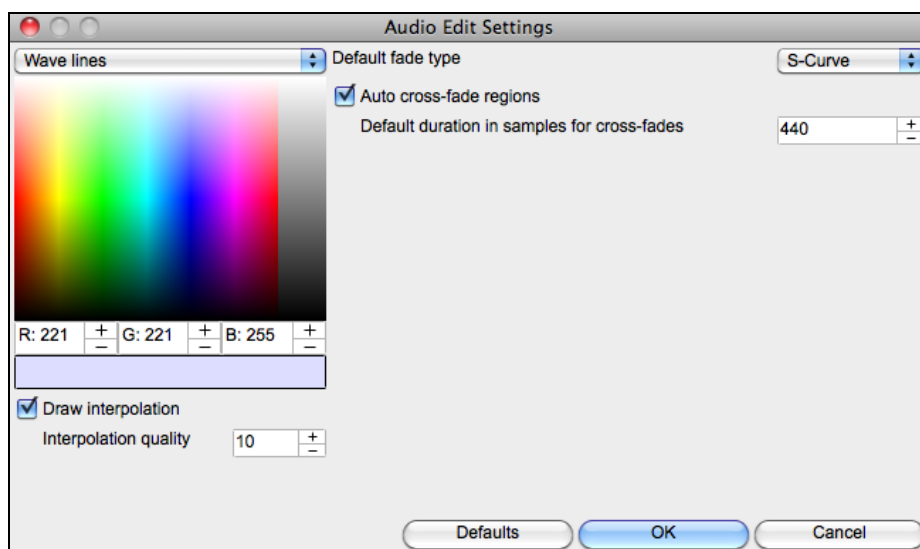 Audio Edit Settings
Wave lines
Default fade type
S-Curve
Auto cross-fade regions
Default duration in samples for cross-fades
440
R: 221
+
−
G: 221
+
−
B: 255
+
−
+
−
Draw interpolation
Interpolation quality
10
+
−
Defaults
OK
Cancel